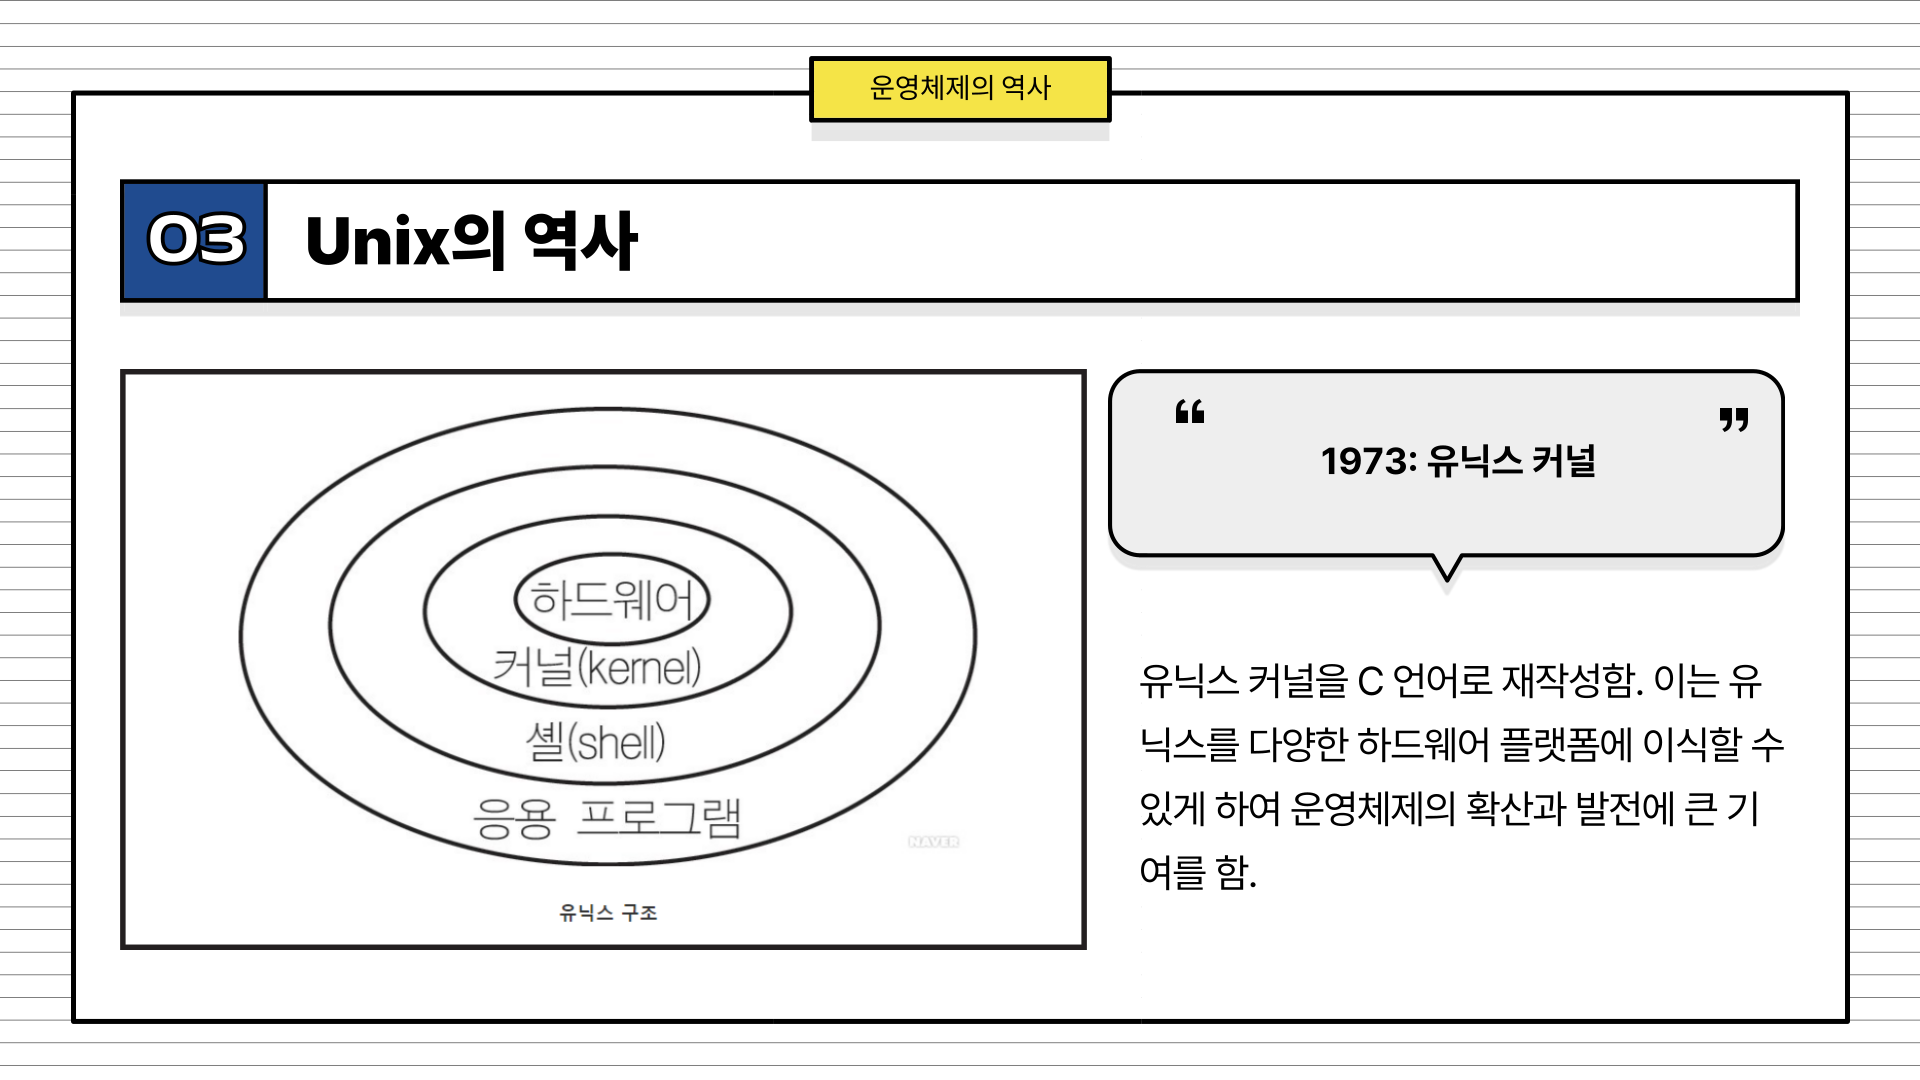 운영체제의 역사
03
Unix의 역사
하드웨어
커널(kernel)
셸(shell)
응용 프로그램
NAVER
유닉스 구조
“ ”
1973: 유닉스 커널
유닉스 커널을 C 언어로 재작성함. 이는 유
닉스를 다양한 하드웨어 플랫폼에 이식할 수
있게 하여 운영체제의 확산과 발전에 큰 기
여를 함.